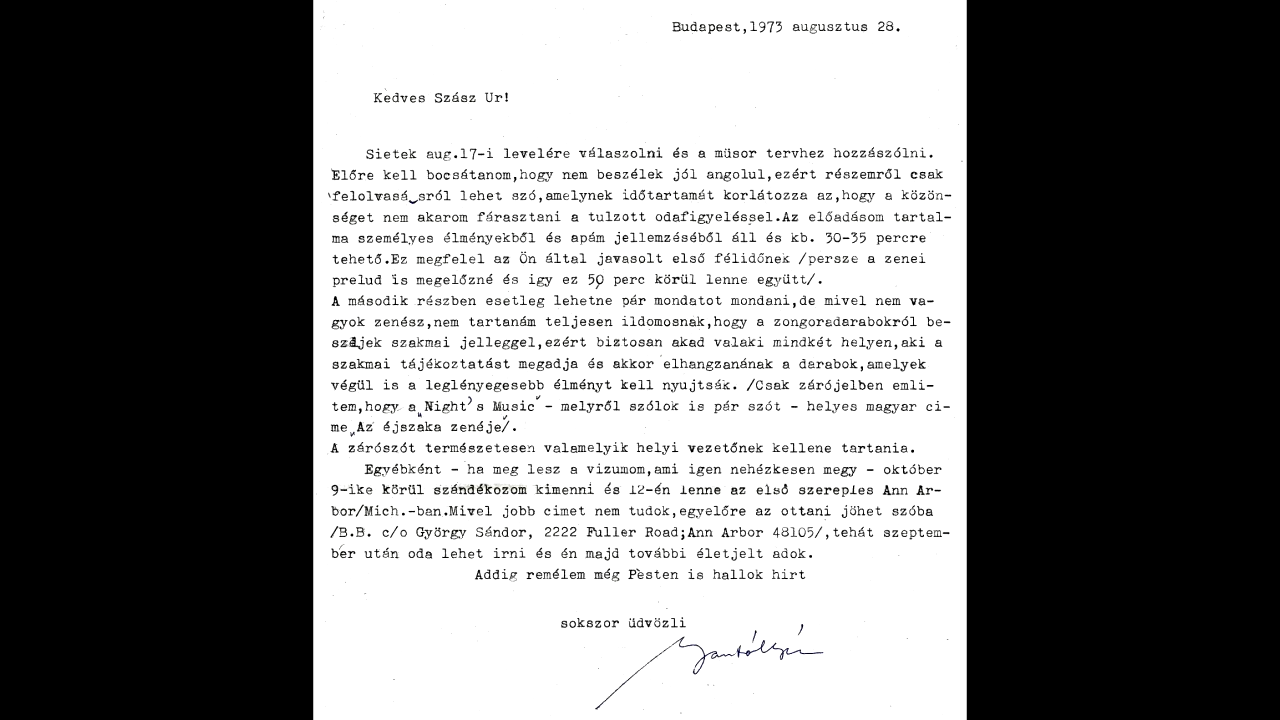 Budapest,1973 augusztus 28.
Kedves Szász Ur!
Sietek aug.17-i levelére válaszolni és a müsor tervhez hozzászólni.
Előre kell bocsátanom,hogy nem beszélek jól angolul,ezért részemről csak
felolvasásról lehet szó,amelynek időtartamát korlátozza az,hogy a közön-
séget nem akarom fárasztani a tulzott odafigyeléssel.Az előadásom tartal-
ma személyes élményekből és apám jellemzéséből áll és kb. 30-35 percre
tehető.Ez megfelel az Ön által javasolt első félidőnek /persze a zenei
prelud is megelőzné és igy ez 50 perc körül lenne együtt/.
A második részben esetleg lehetne pár mondatot mondani,de mivel nem va-
gyok zenész,nem tartanám teljesen ildomosnak,hogy a zongoradarabokról be-
széljek szakmai jelleggel,ezért biztosan akad valaki mindkét helyen,aki a
szakmai tájékoztatást megadja és akkor elhangzanának a darabok,amelyek
végül is a leglényegesebb élményt kell nyujtsák. /Csak zárójelben emli-
tem,hogy a „Night's Music" - melyről szólok is pár szót - helyes magyar ci-
me „Az éjszaka zenéje"/.
A zárószót természetesen valamelyik helyi vezetőnek kellene tartania.
Egyébként - ha meg lesz a vizumom,ami igen nehézkesen megy - október
9-ike körül szándékozom kimenni és 12-én lenne az első szereples Ann Ar-
bor/Mich.-ban.Mivel jobb cimet nem tudok,egyelőre az ottani jöhet szóba
/B.B. c/o György Sándor, 2222 Fuller Road;Ann Arbor 48105/,tehát szeptem-
ber után oda lehet irni és én majd további életjelt adok.
Addig remélem még Pesten is hallok hirt
sokszor üdvözli